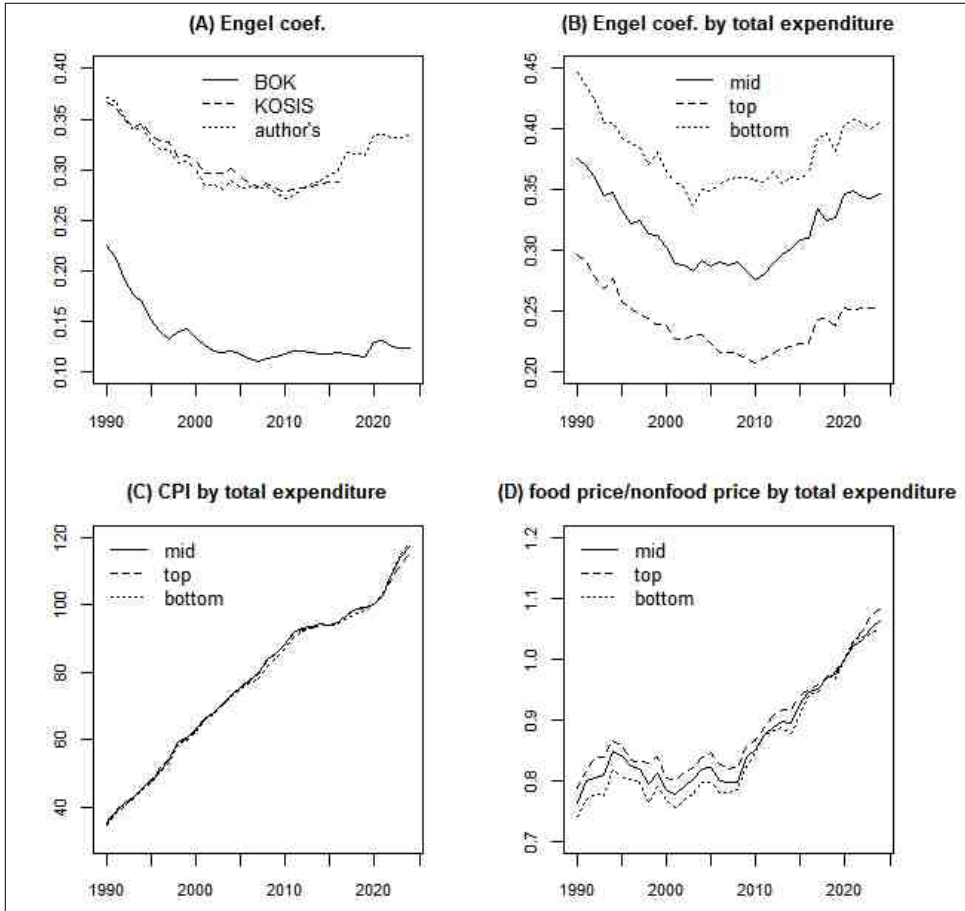 (A) Engel coef.
0.40
0.35
0.30
0.25
0.20
0.15
0.10
BOK
KOSIS
author's
1990 2000 2010 2020
(B) Engel coef. by total expenditure
0.45
0.40
0.35
0.30
0.25
0.20
mid
top
bottom
1990 2000 2010 2020
(C) CPI by total expenditure
120
100
80
60
40
mid
top
bottom
1990 2000 2010 2020
(D) food price/nonfood price by total expenditure
1.2
1.1
1.0
0.9
0.8
0.7
mid
top
bottom
1990 2000 2010 2020